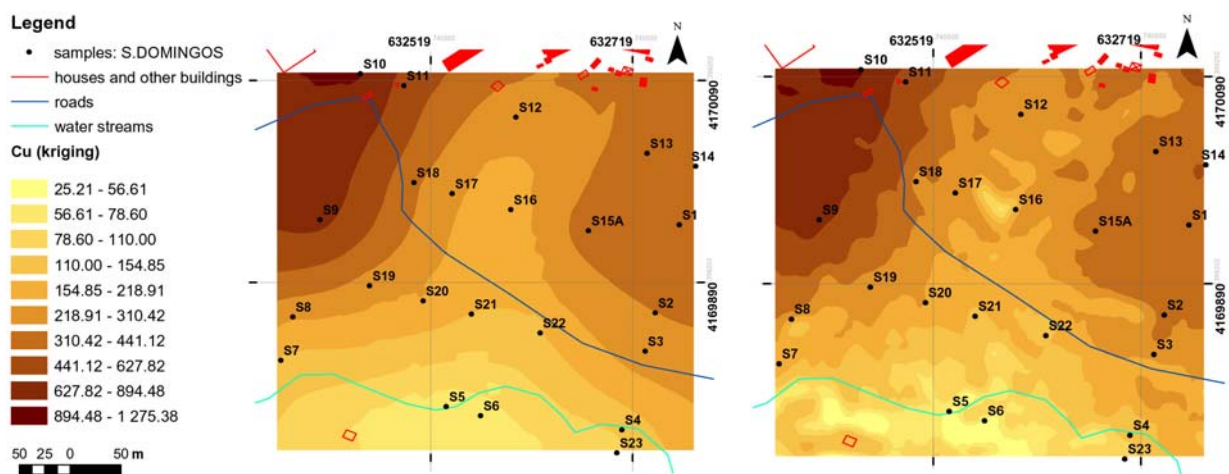 Legend
samples: S.DOMINGOS
houses and other buildings
roads
water streams
Cu (kriging)
25.21 - 56.61
56.61 - 78.60
78.60 - 110.00
110.00 - 154.85
154.85 - 218.91
218.91 - 310.42
310.42 - 441.12
441.12 - 627.82
627.82 - 894.48
894.48 - 1 275.38
50 25 0 50 m
N
632519
632719
4170090
4169890
S10
S11
S12
S13
S14
S18
S17
S16
S9
S15A
S1
S19
S20
S21
S8
S2
S22
S3
S7
S5
S6
S4
S23
N
632519
632719
4170090
4169890
S10
S11
S12
S13
S14
S18
S17
S16
S9
S15A
S1
S19
S20
S21
S8
S2
S22
S3
S7
S5
S6
S4
S23